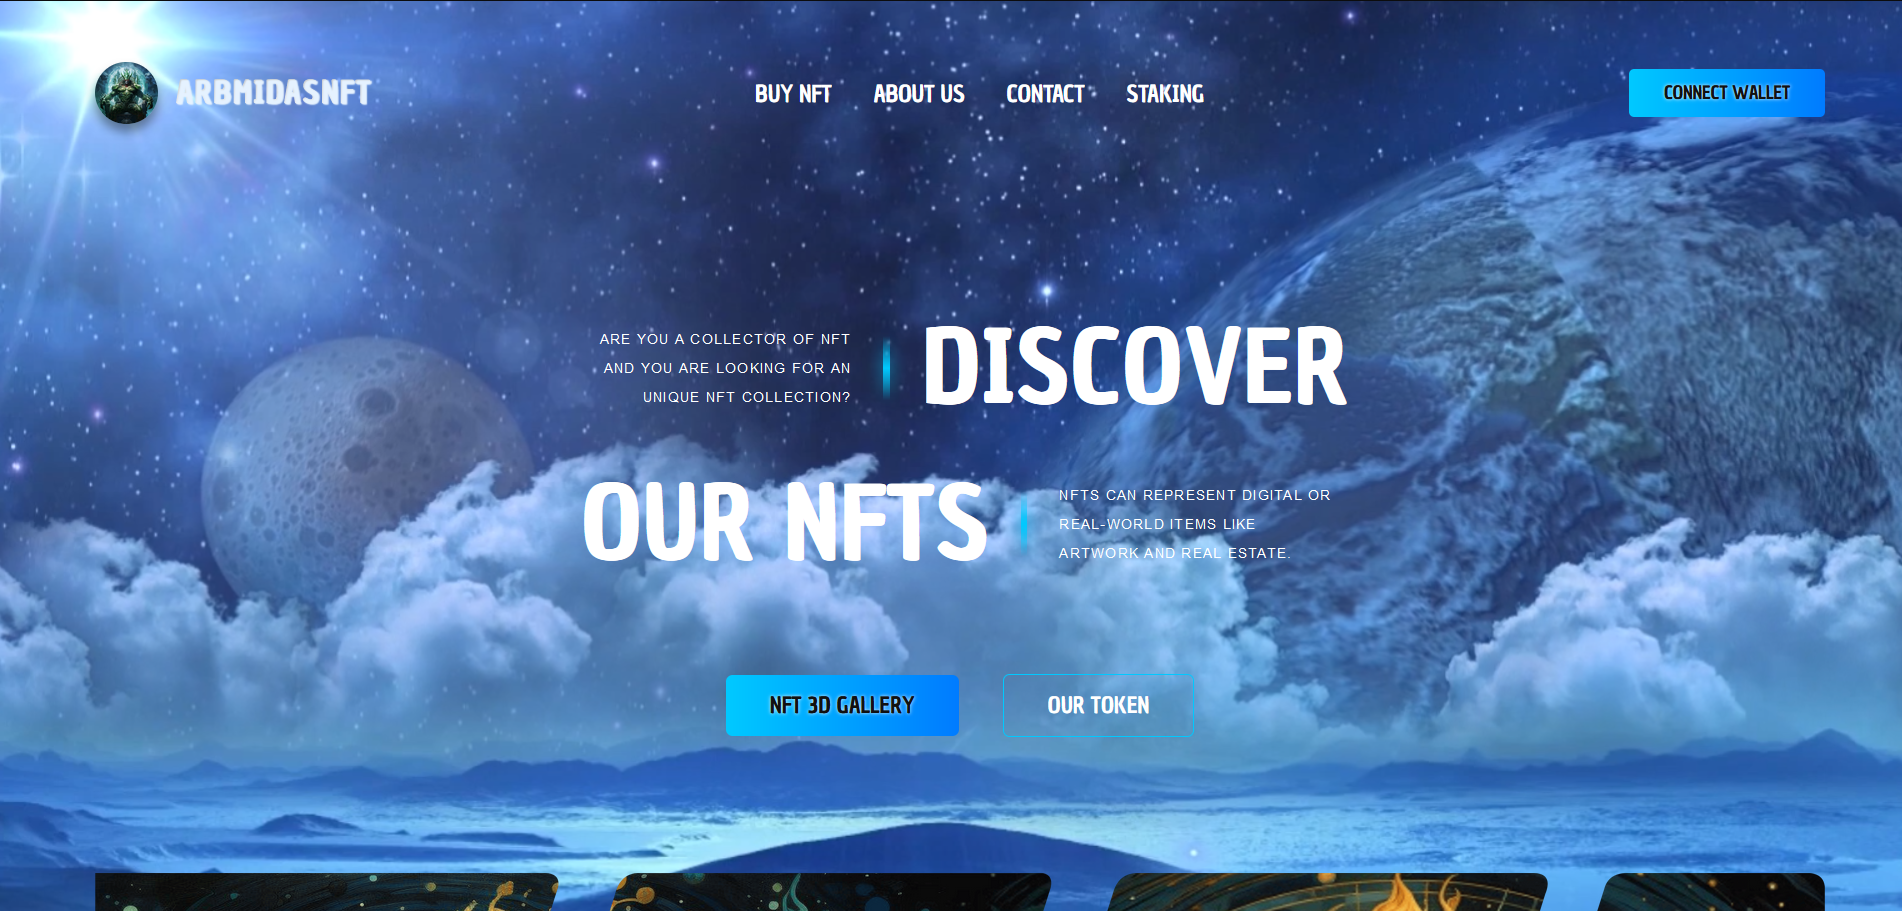 ARBMIDASNFT
BUY NFT
ABOUT US
CONTACT
STAKING
CONNECT WALLET
ARE YOU A COLLECTOR OF NFT
AND YOU ARE LOOKING FOR AN
UNIQUE NFT COLLECTION?
DISCOVER
OUR NFTS
NFTS CAN REPRESENT DIGITAL OR
REAL-WORLD ITEMS LIKE
ARTWORK AND REAL ESTATE.
NFT 3D GALLERY
OUR TOKEN